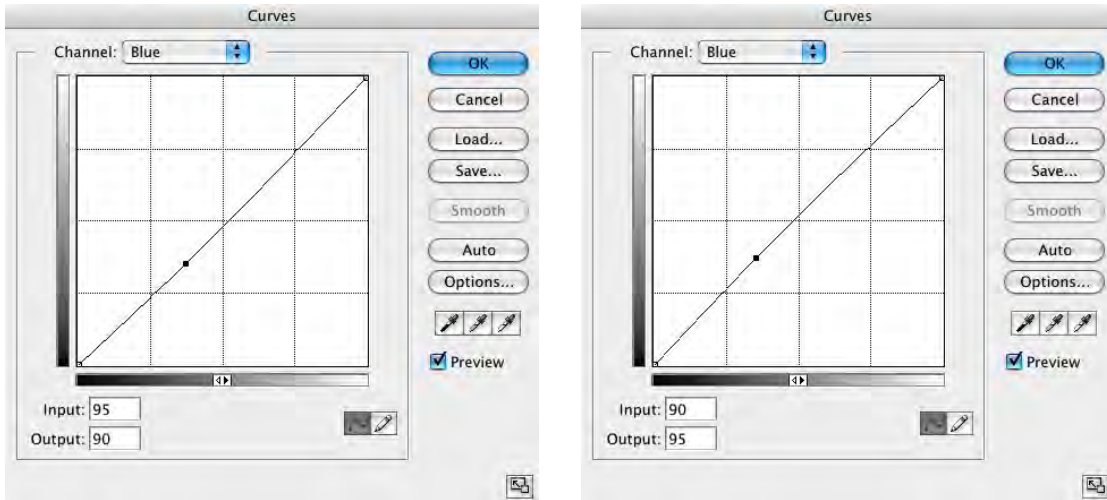 Curves
Channel: Blue
OK
Cancel
Load...
Save...
Smooth
Auto
Options...
Preview
Input: 95
Output: 90
Curves
Channel: Blue
OK
Cancel
Load...
Save...
Smooth
Auto
Options...
Preview
Input: 90
Output: 95